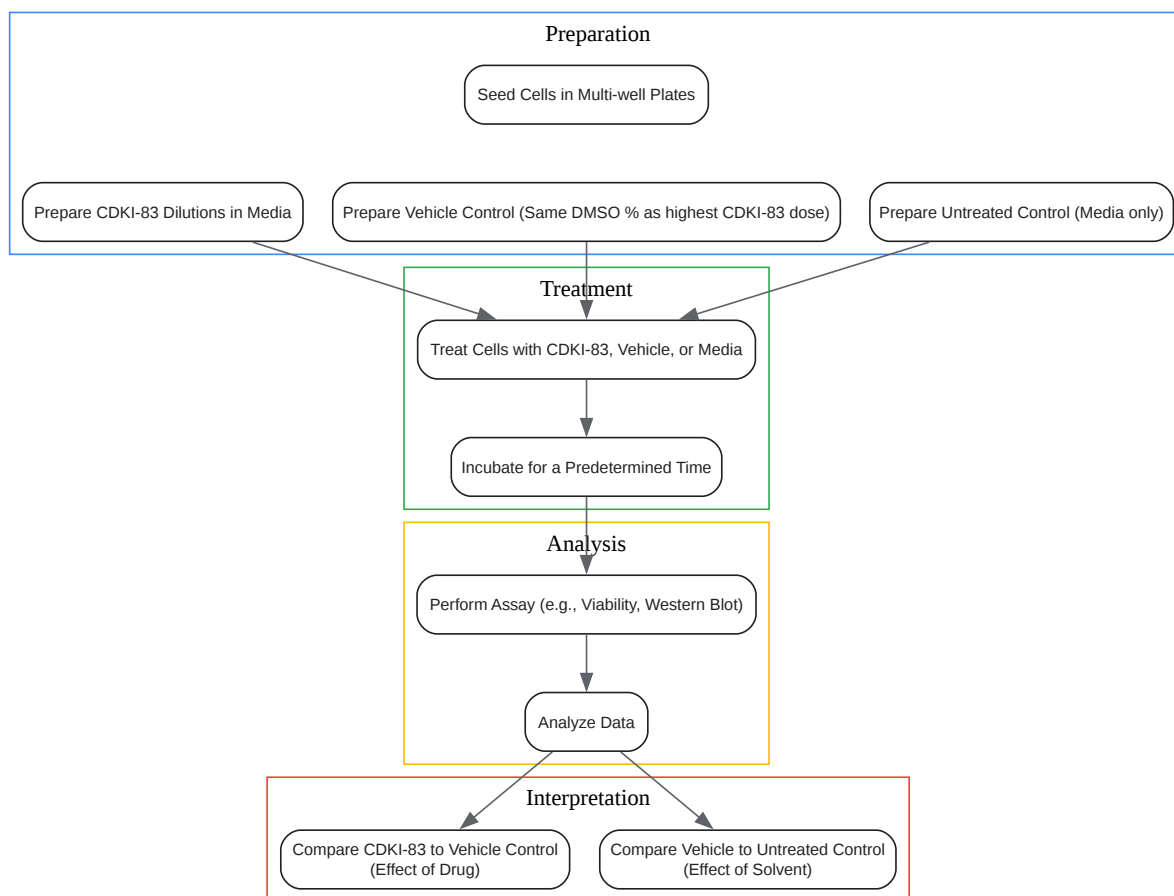 Preparation
Seed Cells in Multi-well Plates
Prepare CDKI-83 Dilutions in Media
Prepare Vehicle Control (Same DMSO % as highest CDKI-83 dose)
Prepare Untreated Control (Media only)
Treatment
Treat Cells with CDKI-83, Vehicle, or Media
Incubate for a Predetermined Time
Analysis
Perform Assay (e.g., Viability, Western Blot)
Analyze Data
Interpretation
Compare CDKI-83 to Vehicle Control
(Effect of Drug)
Compare Vehicle to Untreated Control
(Effect of Solvent)